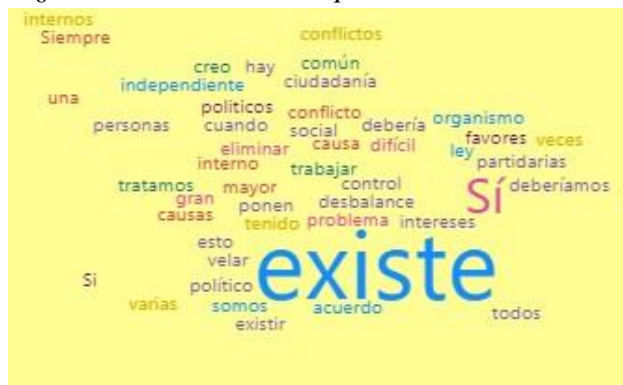 internos
Siempre conflictos
creo hay común
independiente ciudadanía
una
politicos conflicto organismo
personas cuando social debería
favores veces
eliminar causa difícil ley
interno trabajar partidarias
tratamos mayor control Sí deberíamos
gran ponen desbalance
causas tenido problema intereses
esto
velar existe
Si político
varias somos acuerdo todos
existir